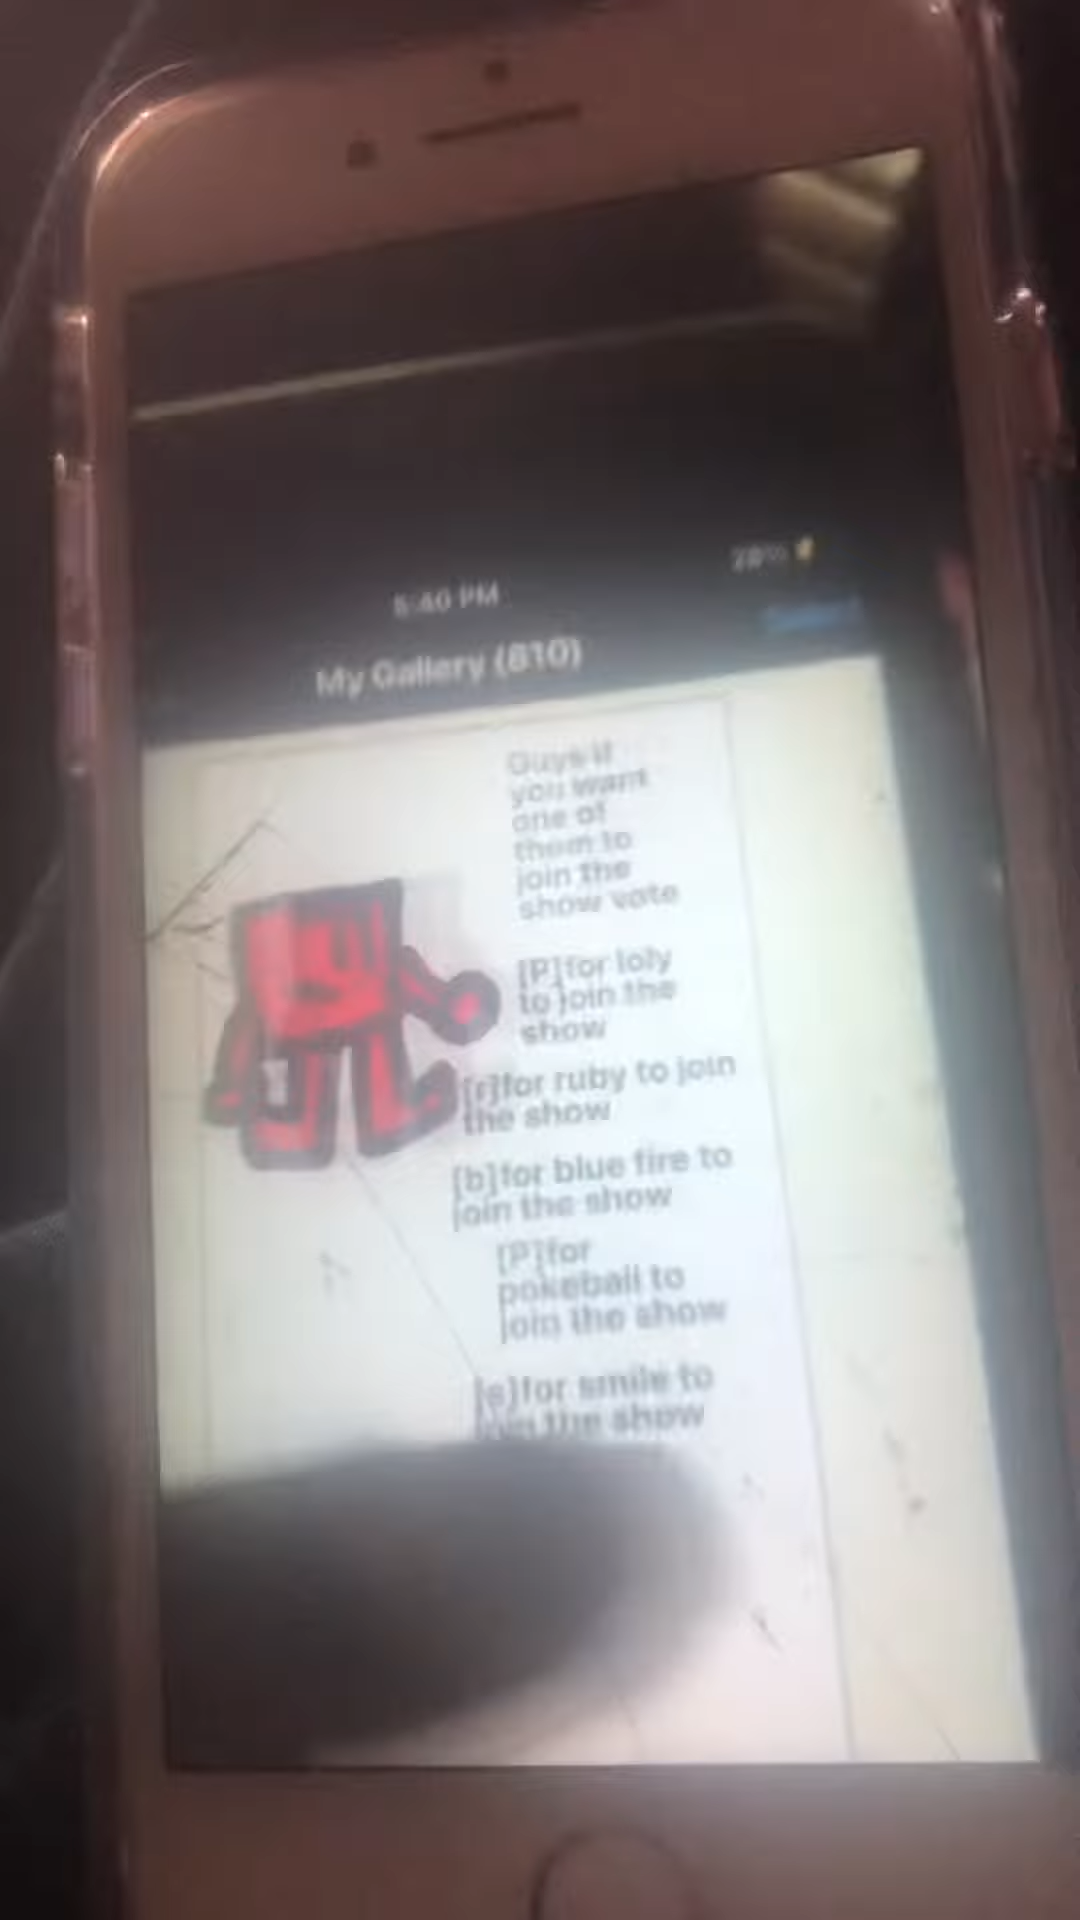 5:40 PM
28%
My Gallery (810)
Guys if
you want
one of
them to
join the
show vote
[P]for loly
to join the
show
[r]for ruby to join
the show
[b]for blue fire to
join the show
[P]for
pokeball to
join the show
[s]for smile to
join the show